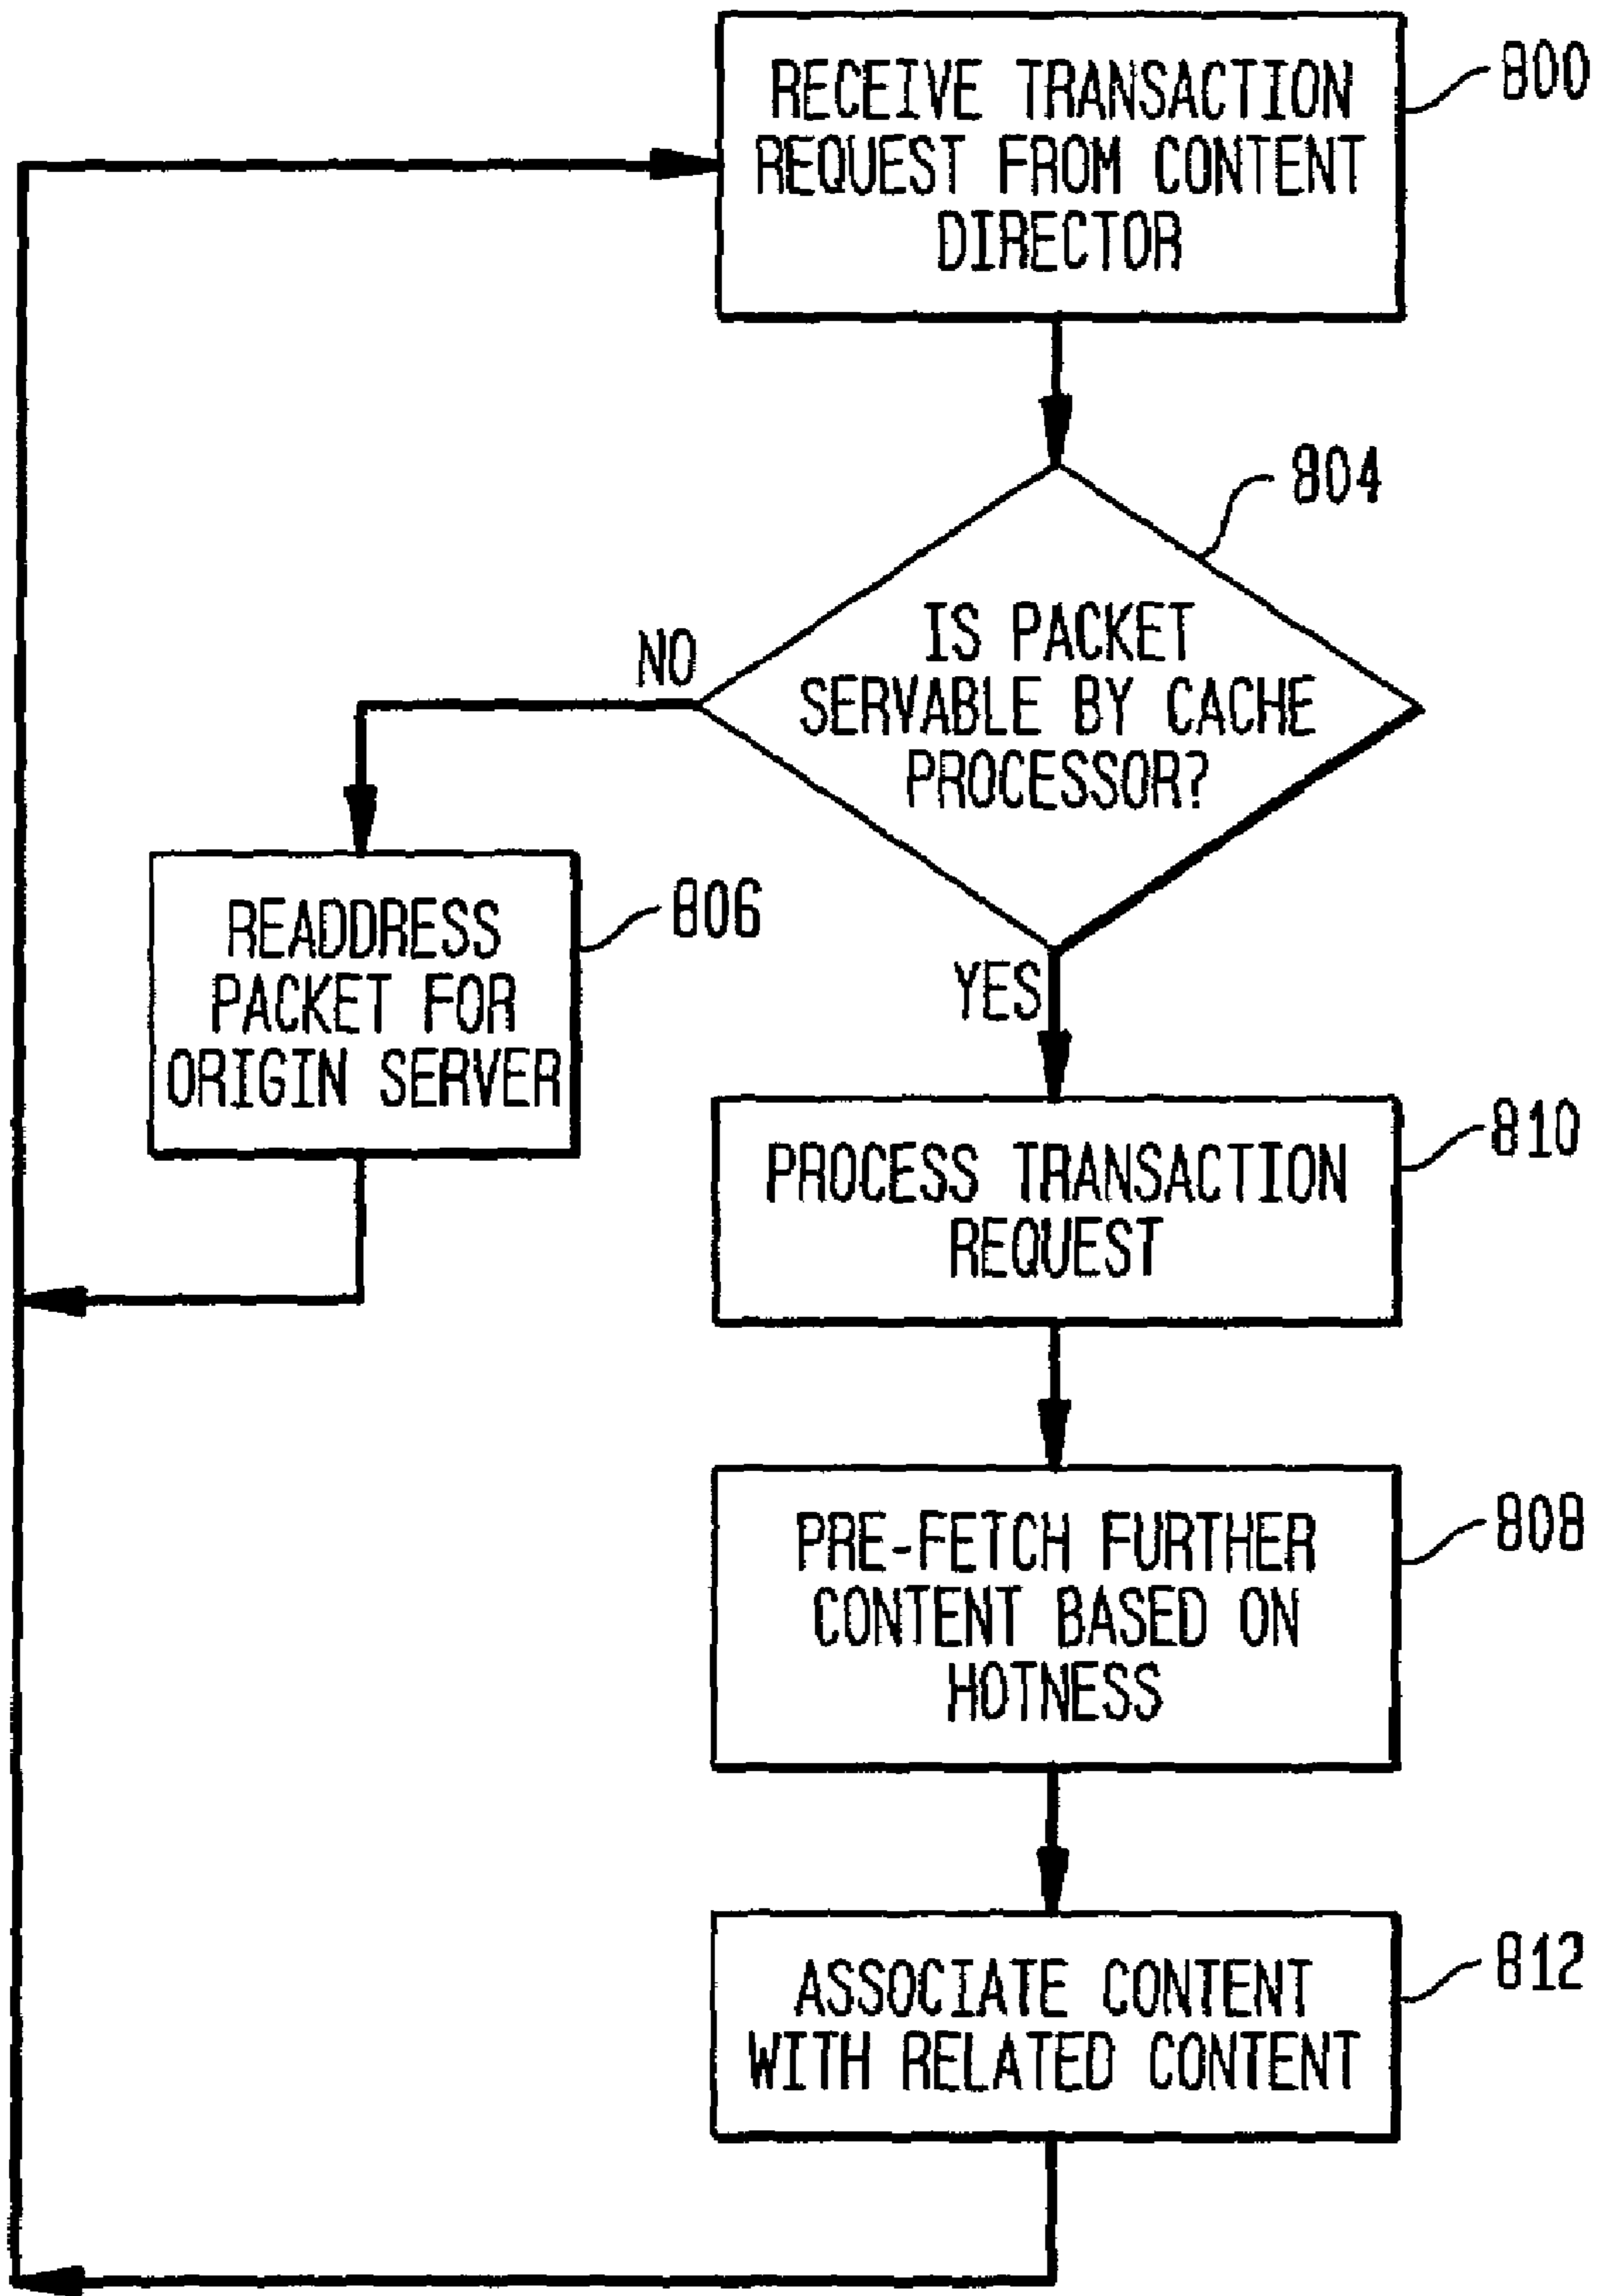 RECEIVE TRANSACTION
REQUEST FROM CONTENT
DIRECTOR
800
804
IS PACKET
SERVABLE BY CACHE
PROCESSOR?
NO
READDRESS
PACKET FOR
ORIGIN SERVER
806
YES
PROCESS TRANSACTION
REQUEST
810
PRE-FETCH FURTHER
CONTENT BASED ON
HOTNESS
808
ASSOCIATE CONTENT
WITH RELATED CONTENT
812